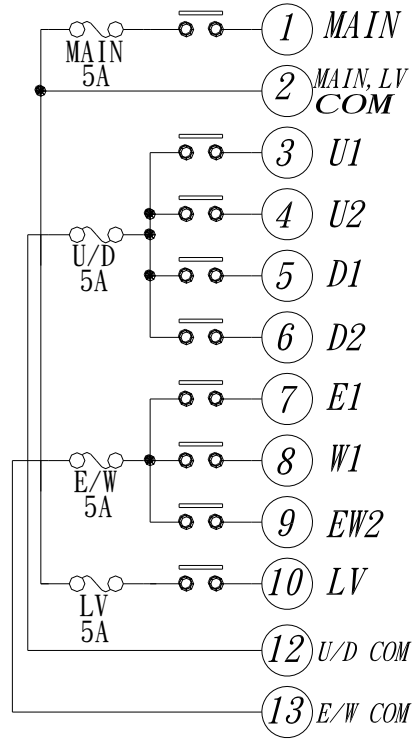 1 MAIN
MAIN
5A
2 MAIN, LV
COM
3 U1
4 U2
U/D
5A
5 D1
6 D2
7 E1
8 W1
E/W
5A
9 EW2
10 LV
LV
5A
12 U/D COM
13 E/W COM